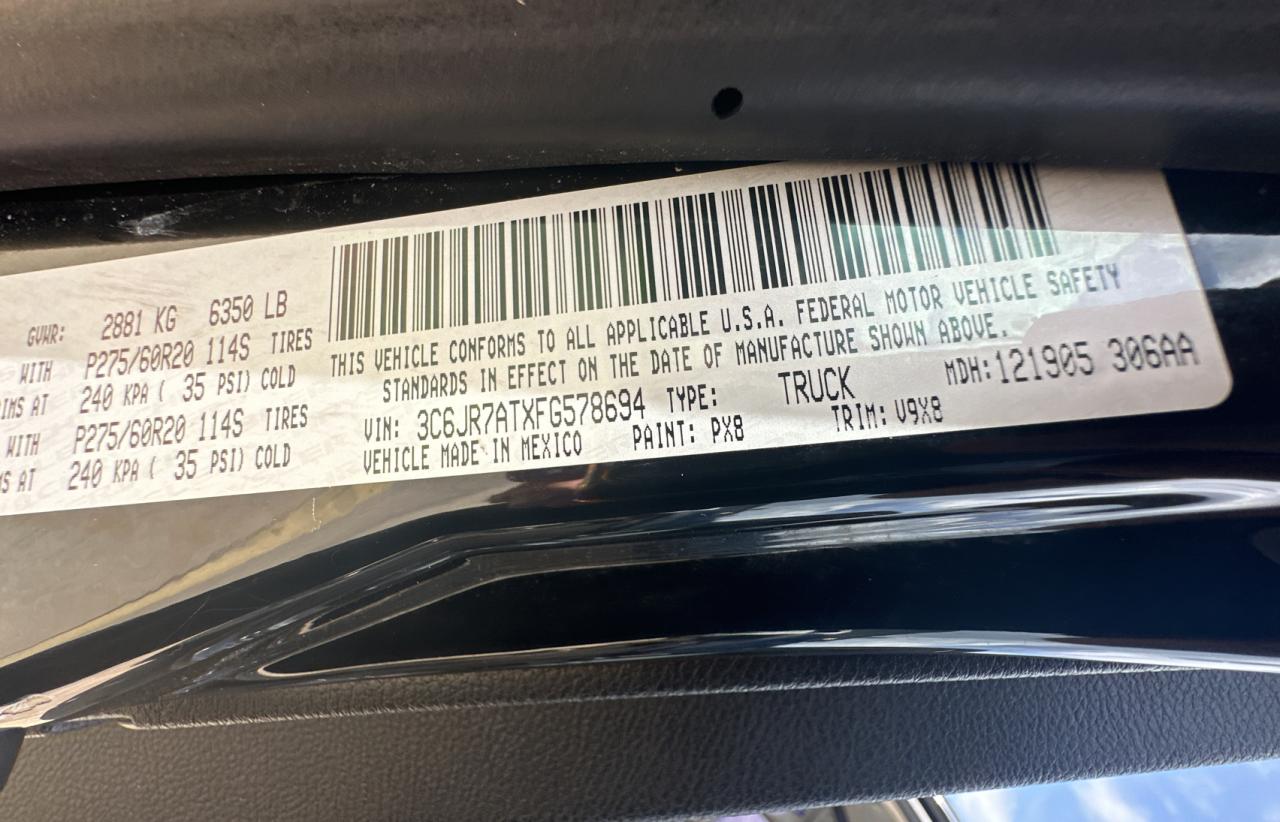 GVWR: 2881 KG 6350 LB
WITH P275/60R20 114S TIRES
AT 240 KPA ( 35 PSI) COLD
WITH P275/60R20 114S TIRES
AT 240 KPA ( 35 PSI) COLD
THIS VEHICLE CONFORMS TO ALL APPLICABLE U.S.A. FEDERAL MOTOR VEHICLE SAFETY
STANDARDS IN EFFECT ON THE DATE OF MANUFACTURE SHOWN ABOVE.
VIN: 3C6JR7ATXFG578694 TYPE: TRUCK MDH:121905 306AA
VEHICLE MADE IN MEXICO PAINT: PX8 TRIM: V9X8